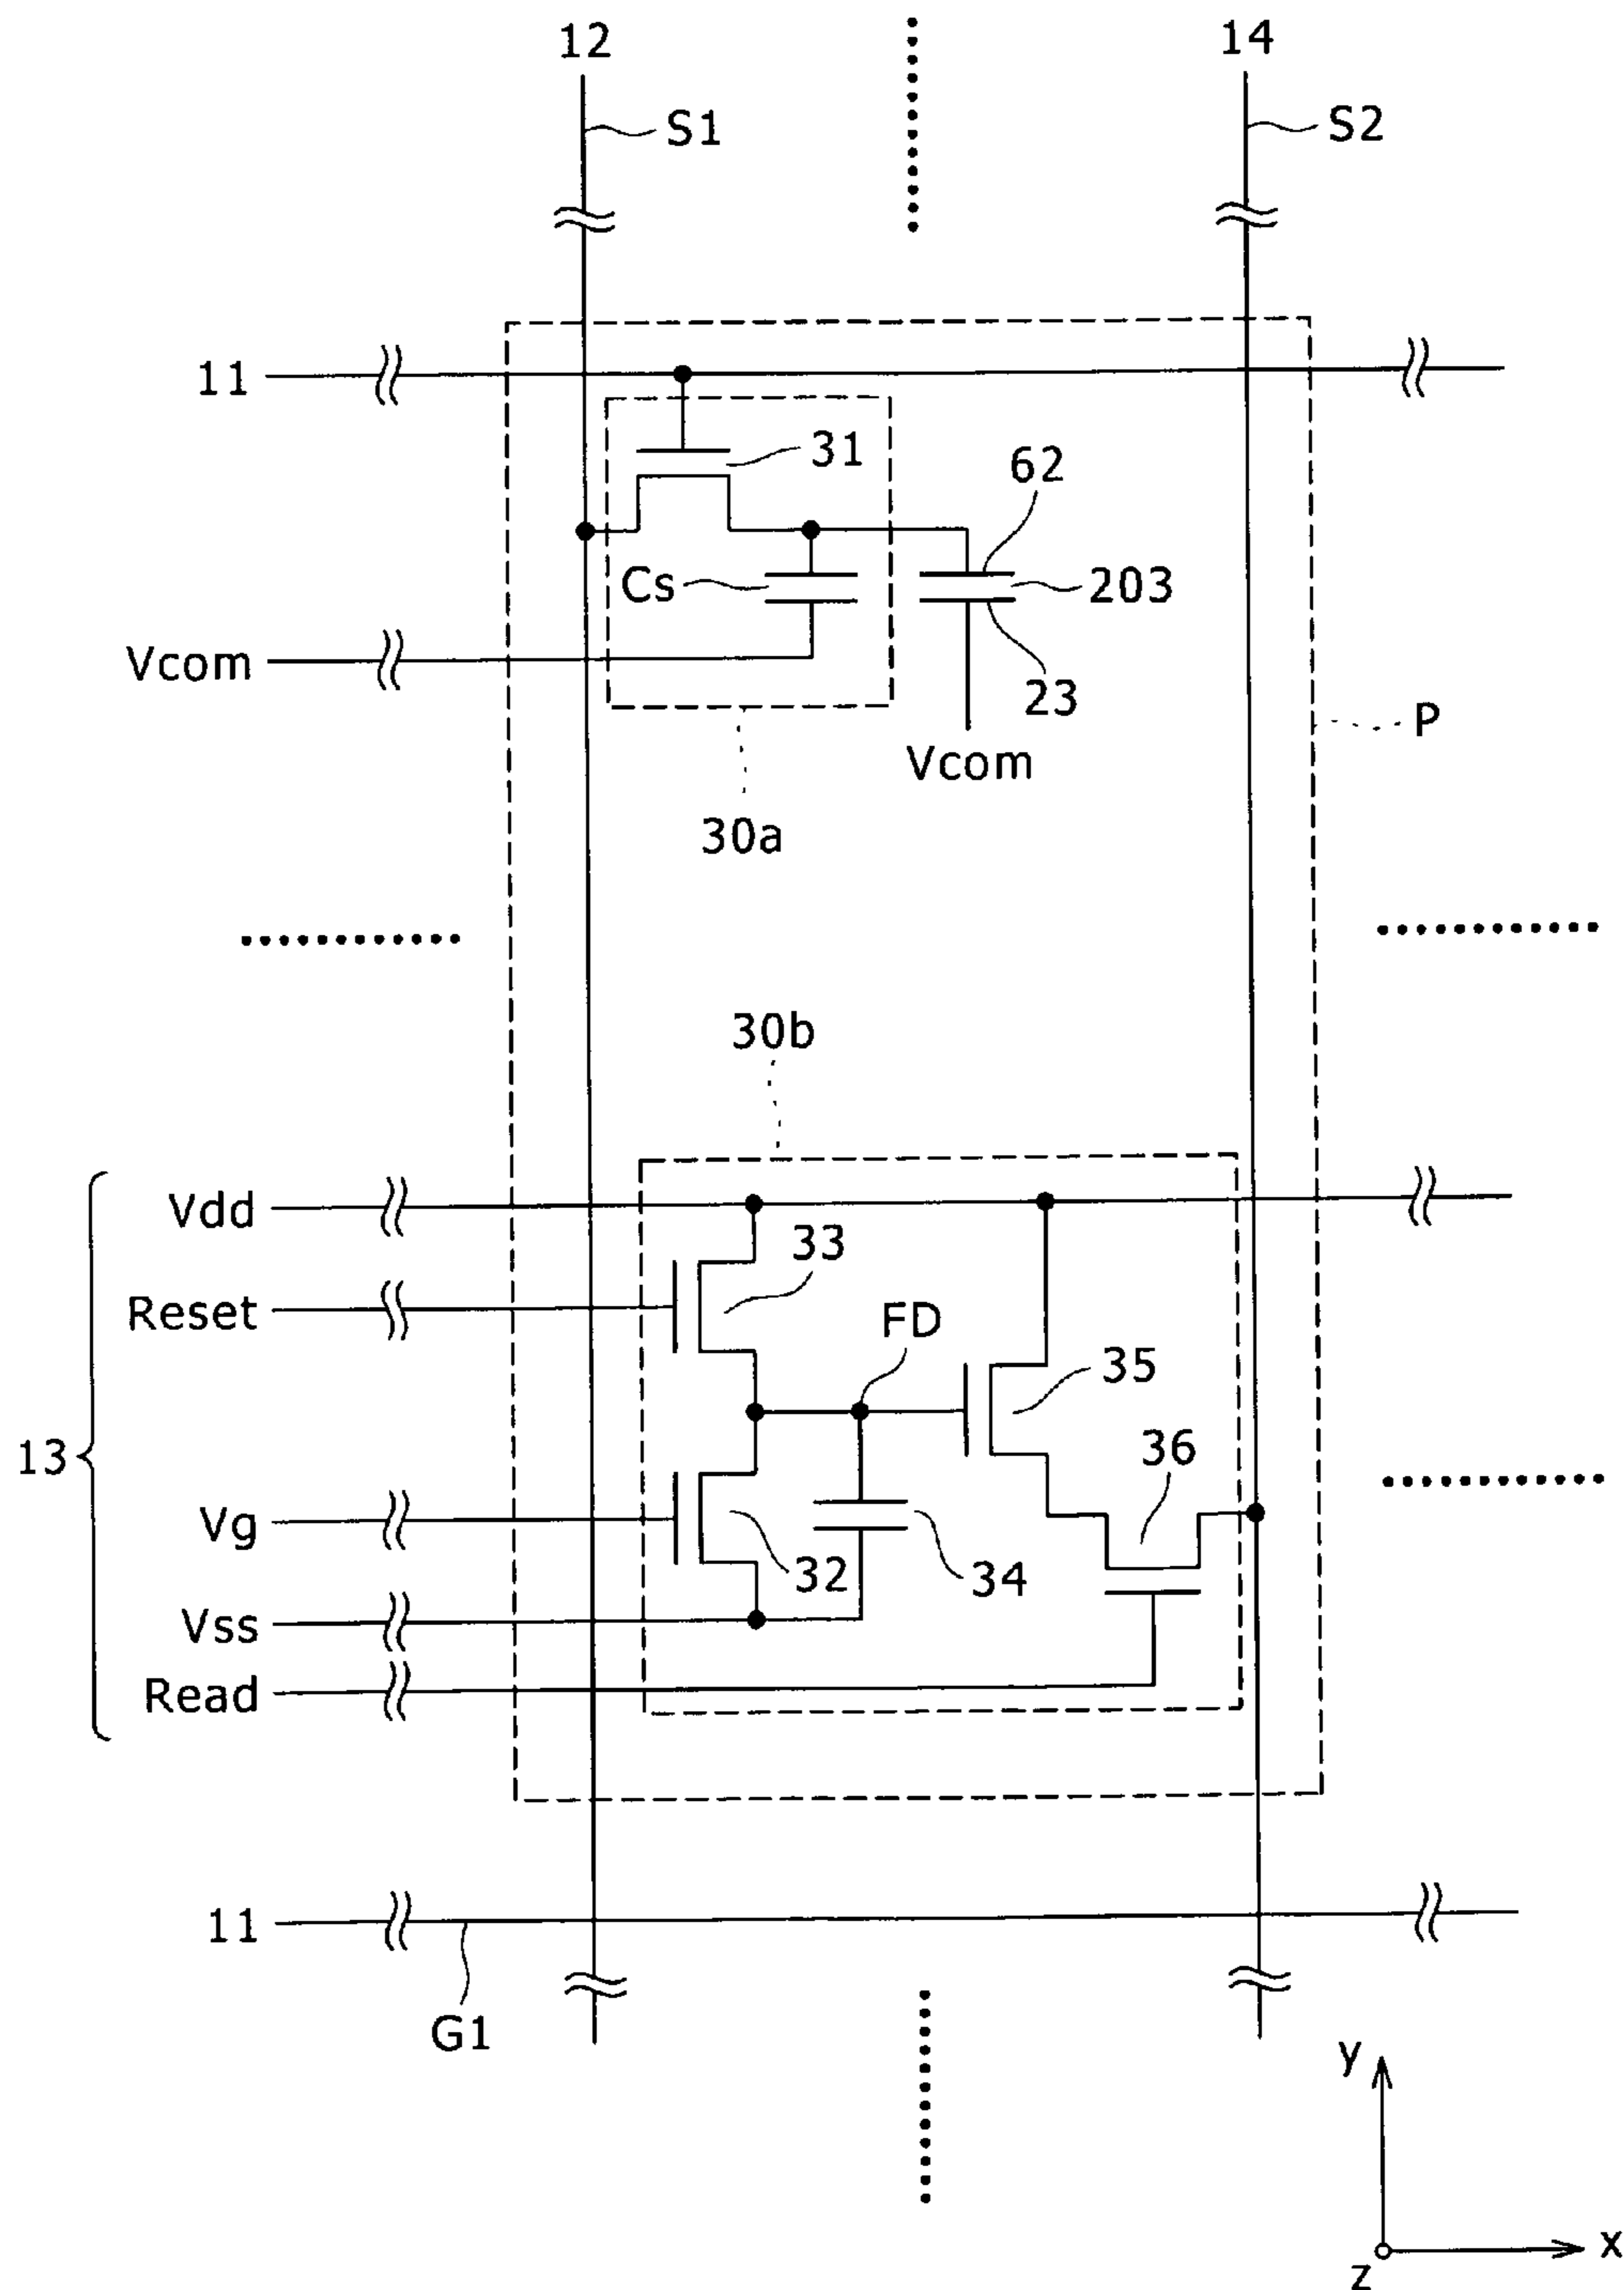 12
14
S1
S2
11
31
62
Cs
203
Vcom
23
P
Vcom
30a
30b
Vdd
33
Reset
FD
35
13
36
Vg
32
34
Vss
Read
11
G1
y
x
z